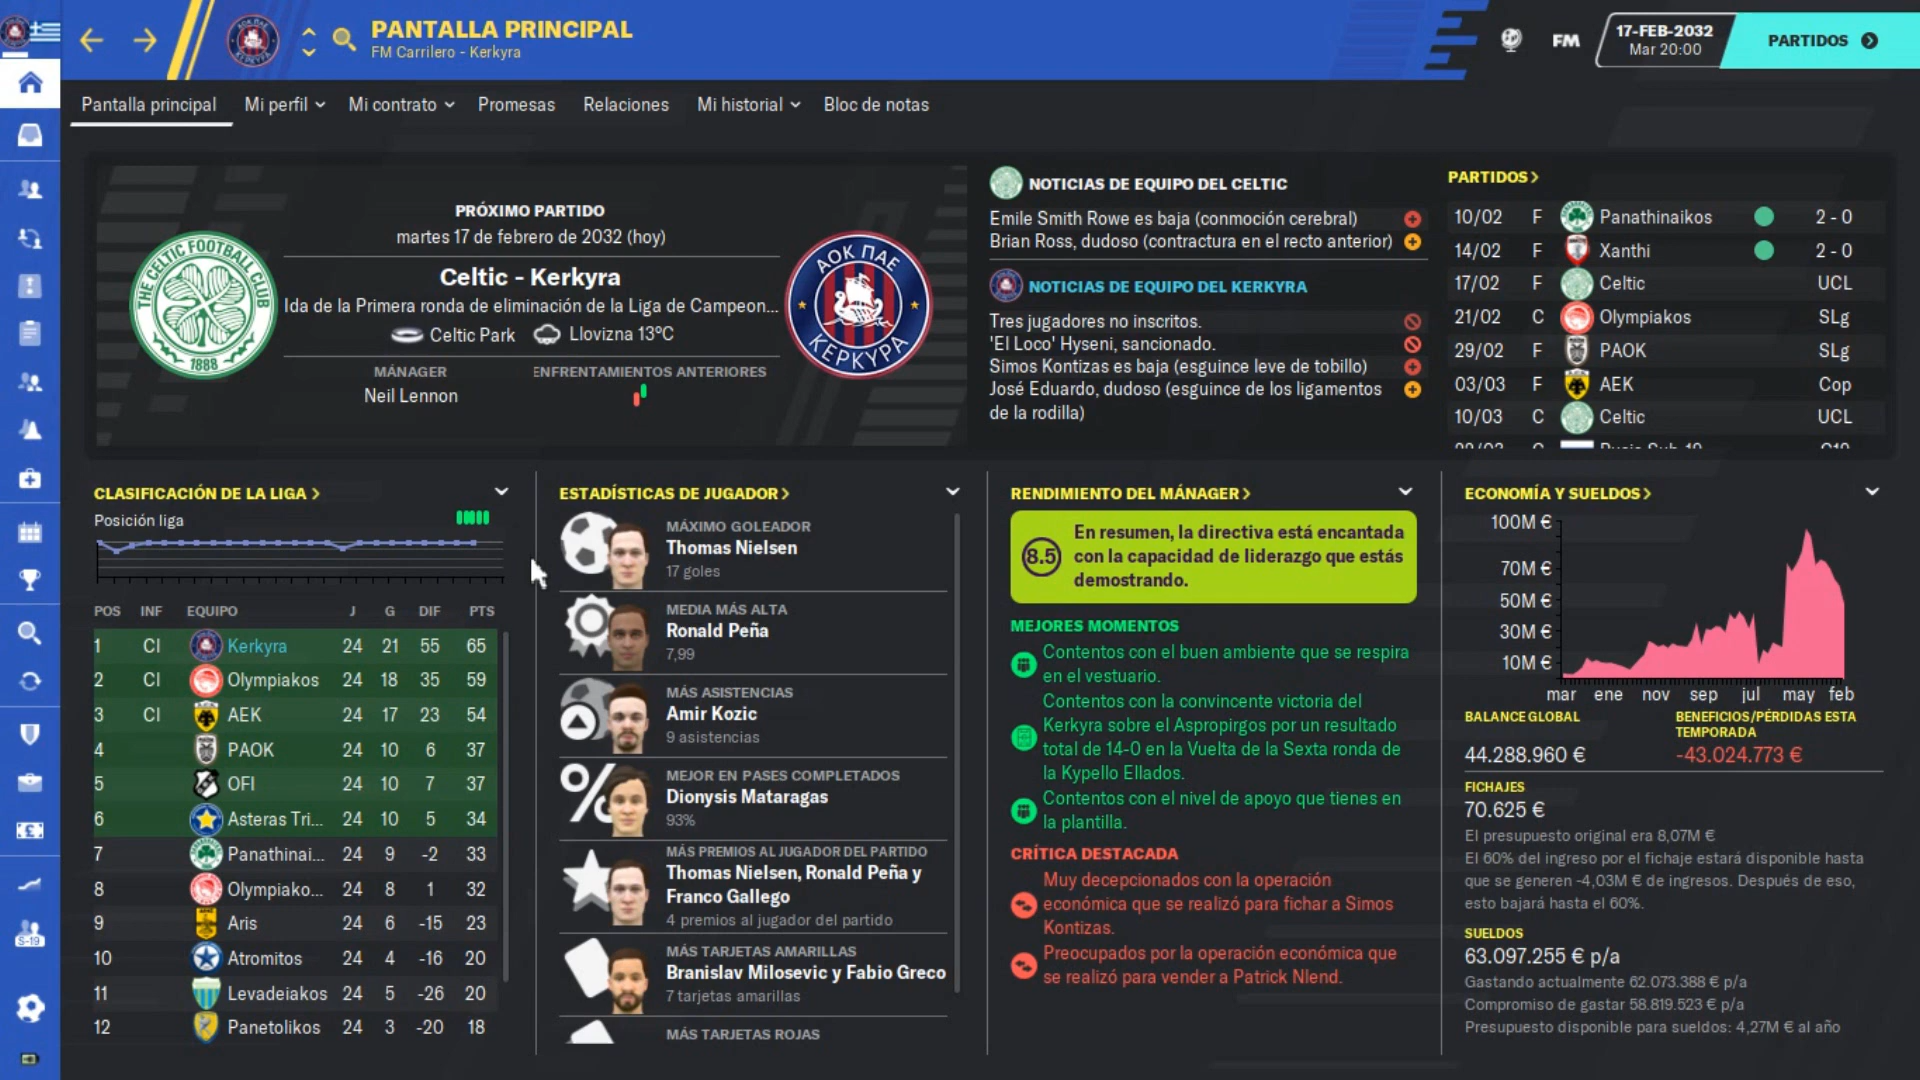 PANTALLA PRINCIPAL
FM Carrilero - Kerkyra
FM
17-FEB-2032
Mar 20:00
PARTIDOS
Pantalla principal
Mi perfil
Mi contrato
Promesas
Relaciones
Mi historial
Bloc de notas
PRÓXIMO PARTIDO
martes 17 de febrero de 2032 (hoy)
Celtic - Kerkyra
Ida de la Primera ronda de eliminación de la Liga de Campeon...
Celtic Park
Llovizna 13ºC
MÁNAGER
Neil Lennon
ENFRENTAMIENTOS ANTERIORES
THE CELTIC FOOTBALL CLUB
1888
ΑΟΚ ΠΑΕ
ΚΕΡΚΥΡΑ
NOTICIAS DE EQUIPO DEL CELTIC
Emile Smith Rowe es baja (conmoción cerebral)
Brian Ross, dudoso (contractura en el recto anterior)
NOTICIAS DE EQUIPO DEL KERKYRA
Tres jugadores no inscritos.
'El Loco' Hyseni, sancionado.
Simos Kontizas es baja (esguince leve de tobillo)
José Eduardo, dudoso (esguince de los ligamentos
de la rodilla)
PARTIDOS
10/02 F Panathinaikos 2 - 0
14/02 F Xanthi 2 - 0
17/02 F Celtic UCL
21/02 C Olympiakos SLg
29/02 F PAOK SLg
03/03 F AEK Cop
10/03 C Celtic UCL
CLASIFICACIÓN DE LA LIGA
Posición liga
POS INF EQUIPO J G DIF PTS
1 CI Kerkyra 24 21 55 65
2 CI Olympiakos 24 18 35 59
3 CI AEK 24 17 23 54
4 PAOK 24 10 6 37
5 OFI 24 10 7 37
6 Asteras Tri... 24 10 5 34
7 Panathinai... 24 9 -2 33
8 Olympiako... 24 8 1 32
9 Aris 24 6 -15 23
10 Atromitos 24 4 -16 20
11 Levadeiakos 24 5 -26 20
12 Panetolikos 24 3 -20 18
ESTADÍSTICAS DE JUGADOR
MÁXIMO GOLEADOR
Thomas Nielsen
17 goles
MEDIA MÁS ALTA
Ronald Peña
7,99
MÁS ASISTENCIAS
Amir Kozic
9 asistencias
MEJOR EN PASES COMPLETADOS
Dionysis Mataragas
93%
MÁS PREMIOS AL JUGADOR DEL PARTIDO
Thomas Nielsen, Ronald Peña y
Franco Gallego
4 premios al jugador del partido
MÁS TARJETAS AMARILLAS
Branislav Milosevic y Fabio Greco
7 tarjetas amarillas
MÁS TARJETAS ROJAS
RENDIMIENTO DEL MÁNAGER
8.5
En resumen, la directiva está encantada
con la capacidad de liderazgo que estás
demostrando.
MEJORES MOMENTOS
Contentos con el buen ambiente que se respira
en el vestuario.
Contentos con la convincente victoria del
Kerkyra sobre el Aspropirgos por un resultado
total de 14-0 en la Vuelta de la Sexta ronda de
la Kypello Ellados.
Contentos con el nivel de apoyo que tienes en
la plantilla.
CRÍTICA DESTACADA
Muy decepcionados con la operación
económica que se realizó para fichar a Simos
Kontizas.
Preocupados por la operación económica que
se realizó para vender a Patrick Nlend.
ECONOMÍA Y SUELDOS
100M €
70M €
50M €
30M €
10M €
mar ene nov sep jul may feb
BALANCE GLOBAL
44.288.960 €
BENEFICIOS/PÉRDIDAS ESTA
TEMPORADA
-43.024.773 €
FICHAJES
70.625 €
El presupuesto original era 8,07M €
El 60% del ingreso por el fichaje estará disponible hasta
que se generen -4,03M € de ingresos. Después de eso,
esto bajará hasta el 60%.
SUELDOS
63.097.255 € p/a
Gastando actualmente 62.073.388 € p/a
Compromiso de gastar 58.819.523 € p/a
Presupuesto disponible para sueldos: 4,27M € al año
S-19